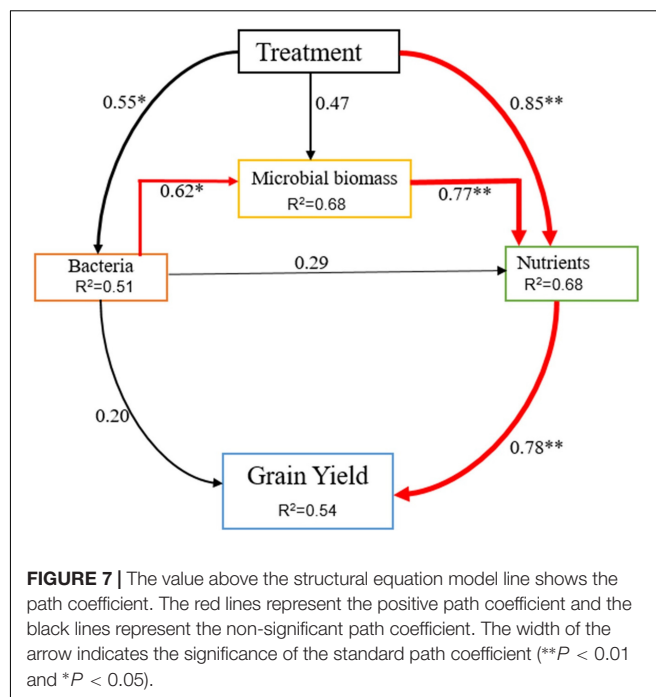 Treatment
0.55*
0.47
0.85**
Microbial biomass
R²=0.68
0.62*
0.77**
Bacteria
R²=0.51
0.29
Nutrients
R²=0.68
0.20
0.78**
Grain Yield
R²=0.54
FIGURE 7 | The value above the structural equation model line shows the
path coefficient. The red lines represent the positive path coefficient and the
black lines represent the non-significant path coefficient. The width of the
arrow indicates the significance of the standard path coefficient (**P < 0.01
and *P < 0.05).